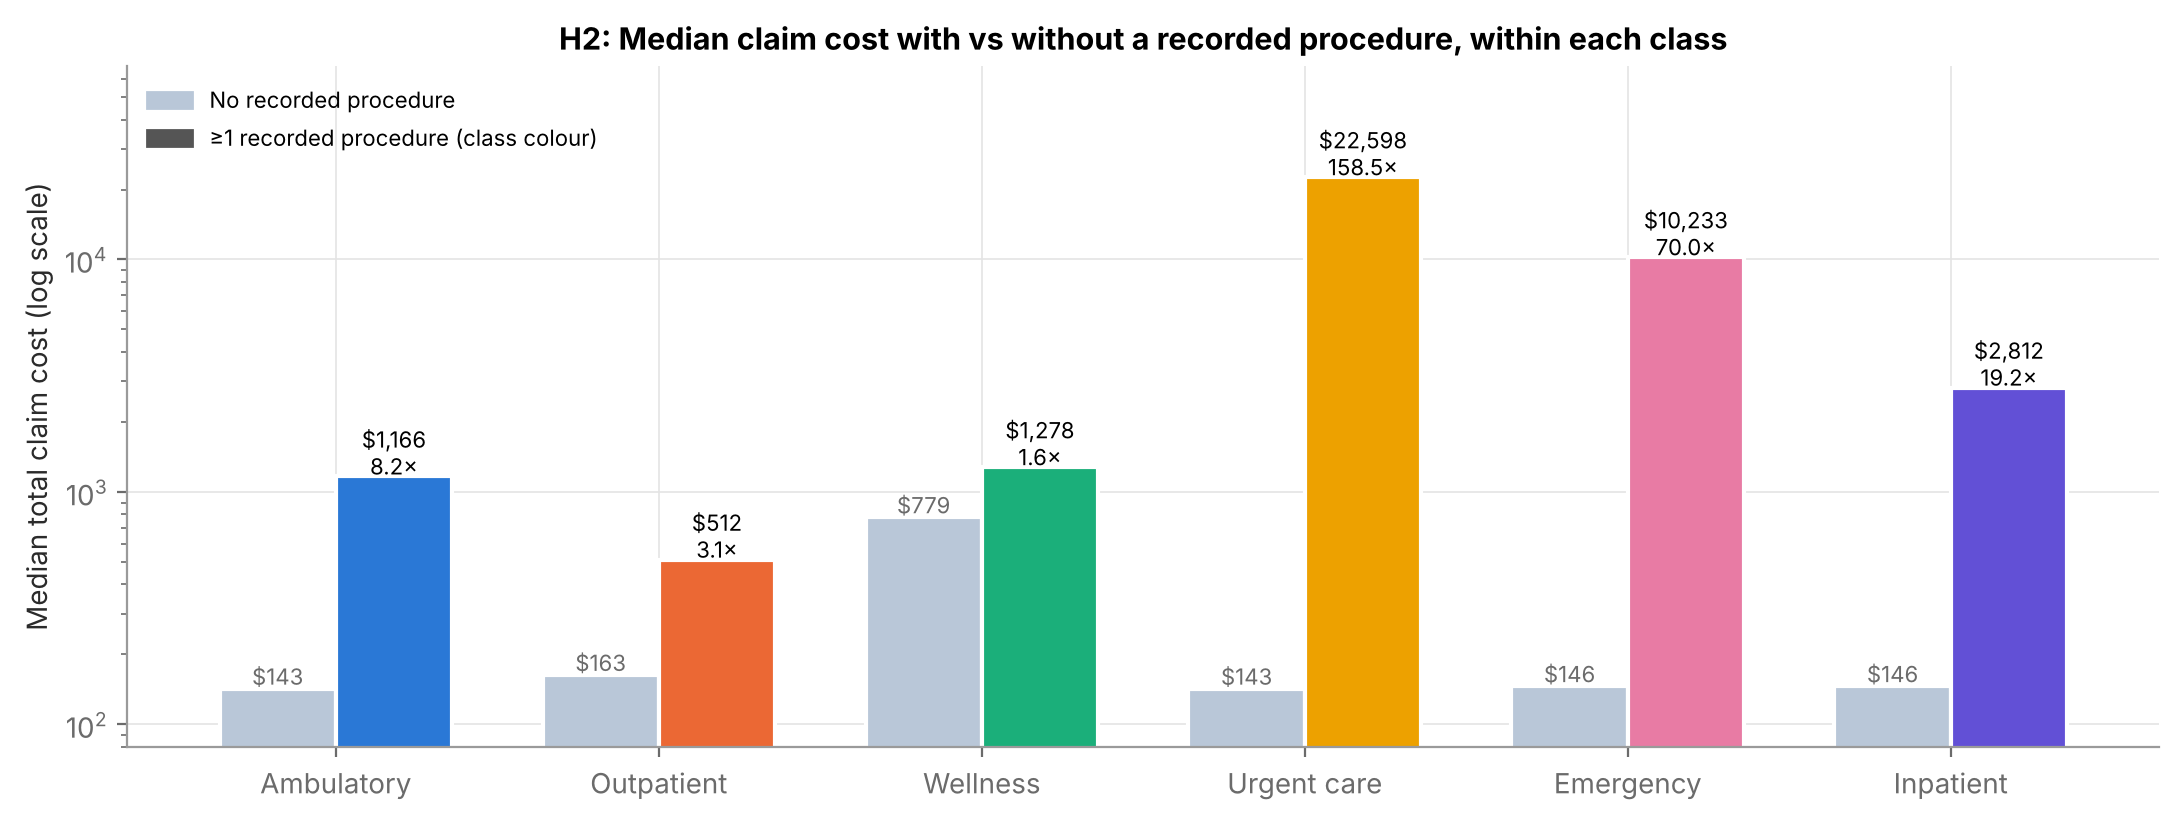 H2: Median claim cost with vs without a recorded procedure, within each class
No recorded procedure
≥1 recorded procedure (class colour)
Median total claim cost (log scale)
10⁴
10³
10²
$143
$1,166
8.2×
$163
$512
3.1×
$779
$1,278
1.6×
$143
$22,598
158.5×
$146
$10,233
70.0×
$146
$2,812
19.2×
Ambulatory
Outpatient
Wellness
Urgent care
Emergency
Inpatient